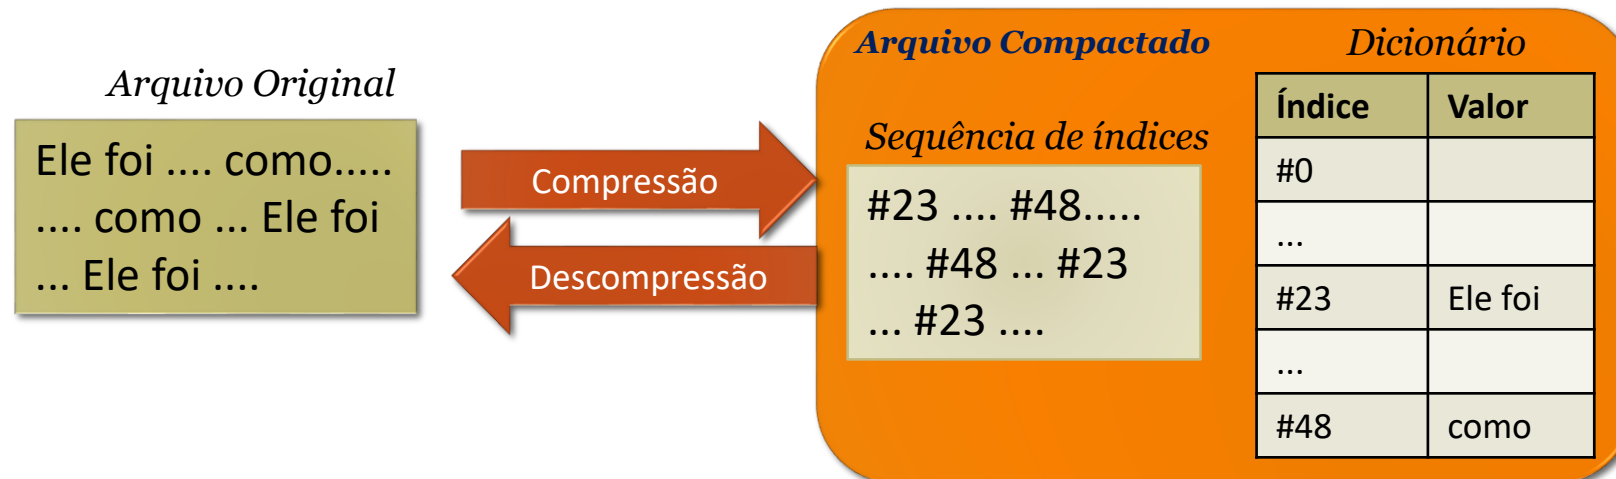 Arquivo Original
Ele foi .... como.....
.... como ... Ele foi
... Ele foi ....
Compressão
Descompressão
Arquivo Compactado
Sequência de índices
#23 .... #48.....
.... #48 ... #23
... #23 ....
Dicionário
Índice Valor
#0
...
#23 Ele foi
...
#48 como